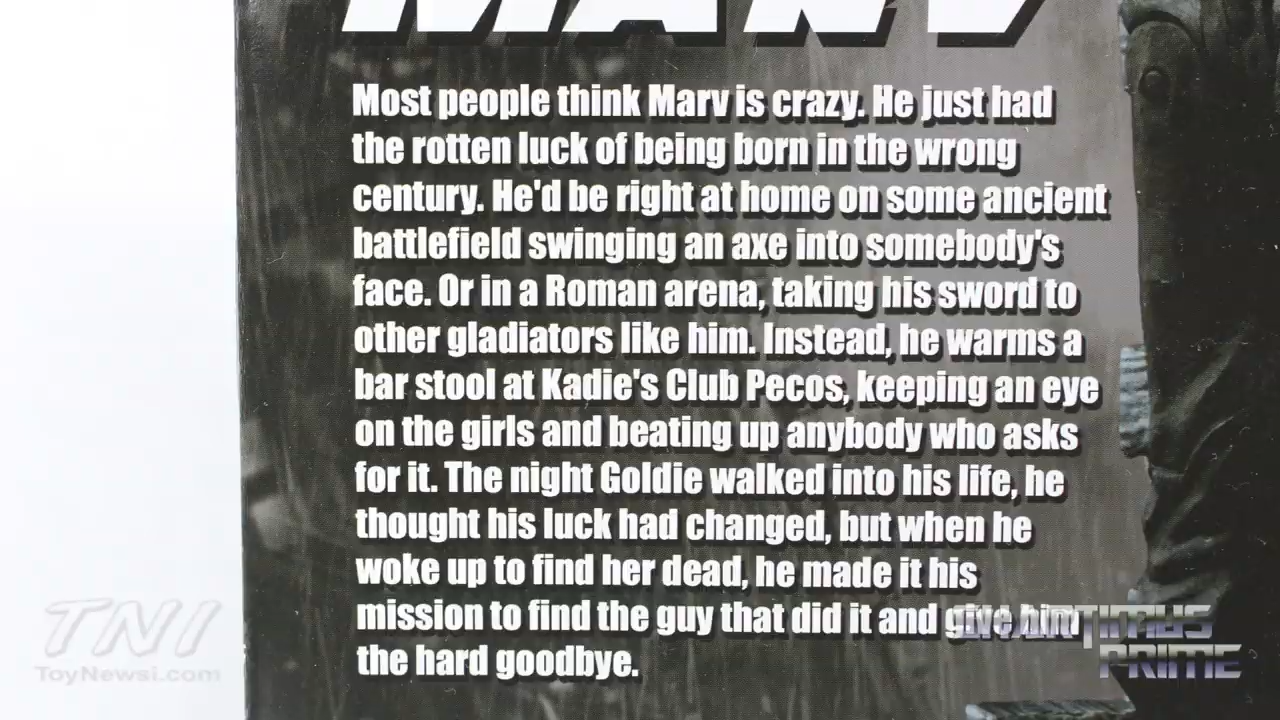 MARV
Most people think Marv is crazy. He just had
the rotten luck of being born in the wrong
century. He'd be right at home on some ancient
battlefield swinging an axe into somebody's
face. Or in a Roman arena, taking his sword to
other gladiators like him. Instead, he warms a
bar stool at Kadie's Club Pecos, keeping an eye
on the girls and beating up anybody who asks
for it. The night Goldie walked into his life, he
thought his luck had changed, but when he
woke up to find her dead, he made it his
mission to find the guy that did it and give him
the hard goodbye.
TNI
ToyNewsi.com
PRIME